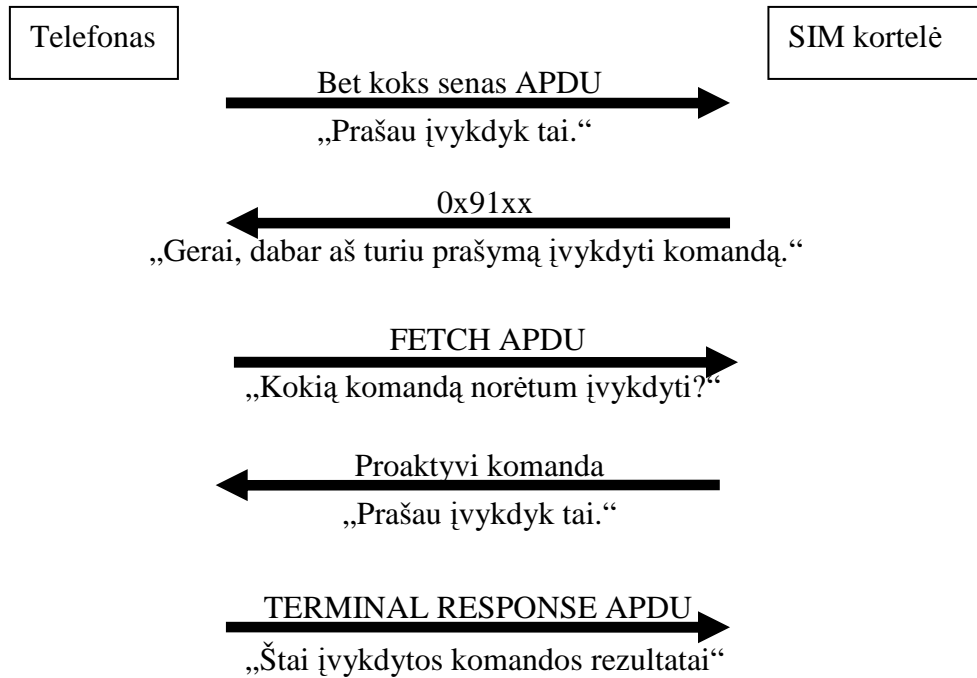 Telefonas
SIM kortelė
Bet koks senas APDU
„Prašau įvykdyk tai.“
0x91xx
„Gerai, dabar aš turiu prašymą įvykdyti komandą.“
FETCH APDU
„Kokią komandą norėtum įvykdyti?“
Proaktyvi komanda
„Prašau įvykdyk tai.“
TERMINAL RESPONSE APDU
„Štai įvykdytos komandos rezultatai“